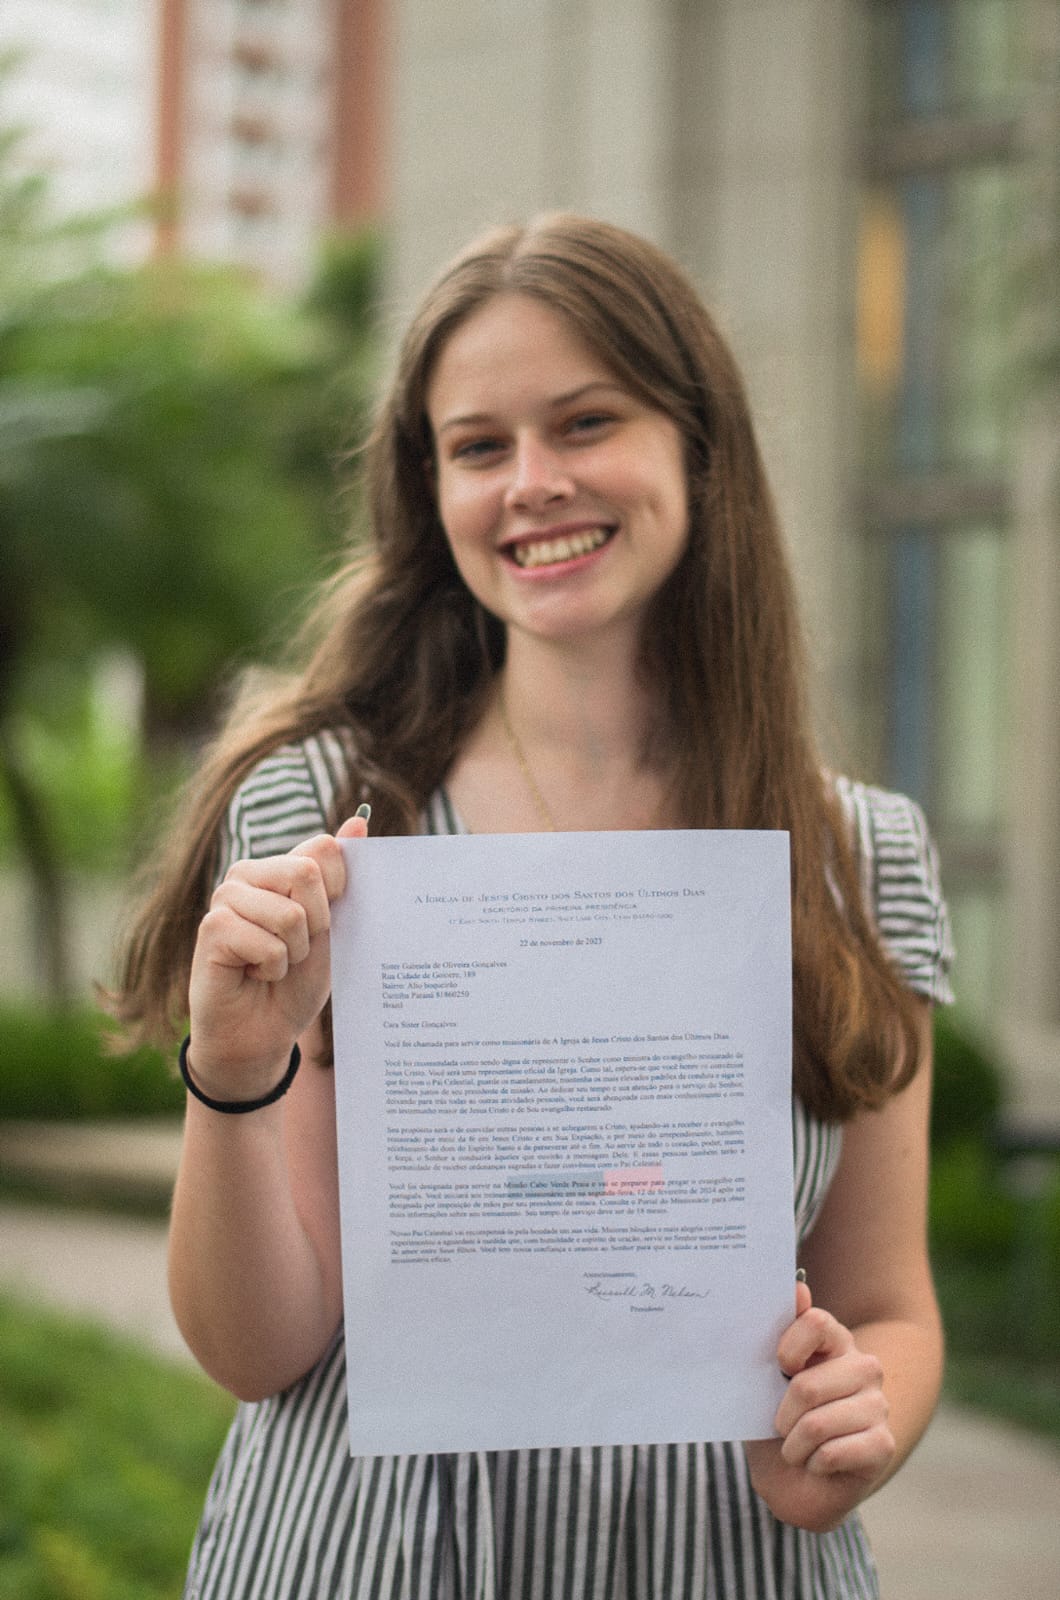 A Igreja de Jesus Cristo dos Santos dos Últimos Dias
ESCRITÓRIO DA PRIMEIRA PRESIDÊNCIA
47 East South Temple Street, Salt Lake City, Utah 84150-1200
22 de novembro de 2023
Sister Gabriela de Oliveira Gonçalves
Rua Cidade de Goioere, 189
Bairro: Alto boqueirão
Curitiba Paraná 81860250
Brazil
Cara Sister Gonçalves:
Você foi chamada para servir como missionária de A Igreja de Jesus Cristo dos Santos dos Últimos Dias.
Você foi recomendada como sendo digna de representar o Senhor como ministra do evangelho restaurado de
Jesus Cristo. Você será uma representante oficial da Igreja. Como tal, espera-se que você honre os convênios
que fez com o Pai Celestial, guarde os mandamentos, mantenha os mais elevados padrões de conduta e siga os
conselhos justos de seu presidente de missão. Ao dedicar seu tempo e sua atenção para o serviço do Senhor,
deixando para trás todas as outras atividades pessoais, você será abençoada com mais conhecimento e com
um testemunho maior de Jesus Cristo e de Seu evangelho restaurado.
Seu propósito será o de convidar outras pessoas a se achegarem a Cristo, ajudando-as a receber o evangelho
restaurado por meio da fé em Jesus Cristo e em Sua Expiação, e por meio do arrependimento, batismo,
recebimento do dom do Espírito Santo e de perseverar até o fim. Ao servir de todo o coração, poder, mente
e força, o Senhor a conduzirá àqueles que ouvirão a mensagem Dele. E essas pessoas também terão a
oportunidade de receber ordenanças sagradas e fazer convênios com o Pai Celestial.
Você foi designada para servir na Missão Cabo Verde Praia e vai se preparar para pregar o evangelho em
português. Você iniciará seu treinamento missionário em na segunda-feira, 12 de fevereiro de 2024 após ser
designada por imposição de mãos por seu presidente de estaca. Consulte o Portal do Missionário para obter
mais informações sobre seu treinamento. Seu tempo de serviço deve ser de 18 meses.
Nosso Pai Celestial vai recompensá-la pela bondade em sua vida. Maiores bênçãos e mais alegria como jamais
experimentou a aguardam à medida que, com humildade e espírito de oração, servir ao Senhor nesse trabalho
de amor entre Seus filhos. Você tem nossa confiança e oramos ao Senhor para que a ajude a tornar-se uma
missionária eficaz.
Atenciosamente,
Russell M. Nelson
Presidente